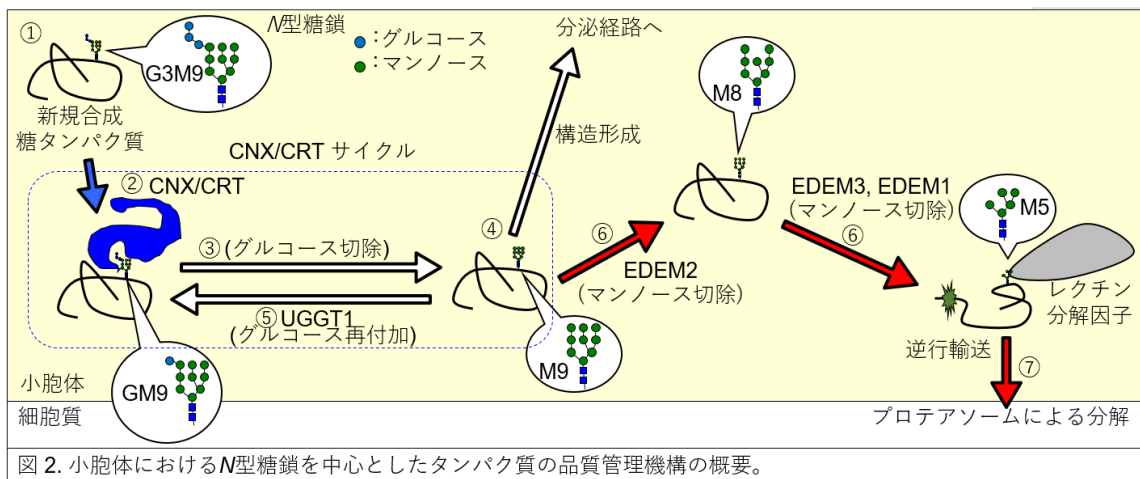 ①
N型糖鎖
●:グルコース
●:マンノース
G3M9
新規合成
糖タンパク質
分泌経路へ
構造形成
M8
CNX/CRT サイクル
② CNX/CRT
③ (グルコース切除)
④
⑤ UGGT1
(グルコース再付加)
⑥
EDEM2
(マンノース切除)
EDEM3, EDEM1
(マンノース切除)
⑥
M5
レクチン
分解因子
逆行輸送
⑦
GM9
M9
小胞体
細胞質
プロテアソームによる分解
図 2. 小胞体におけるN型糖鎖を中心としたタンパク質の品質管理機構の概要。